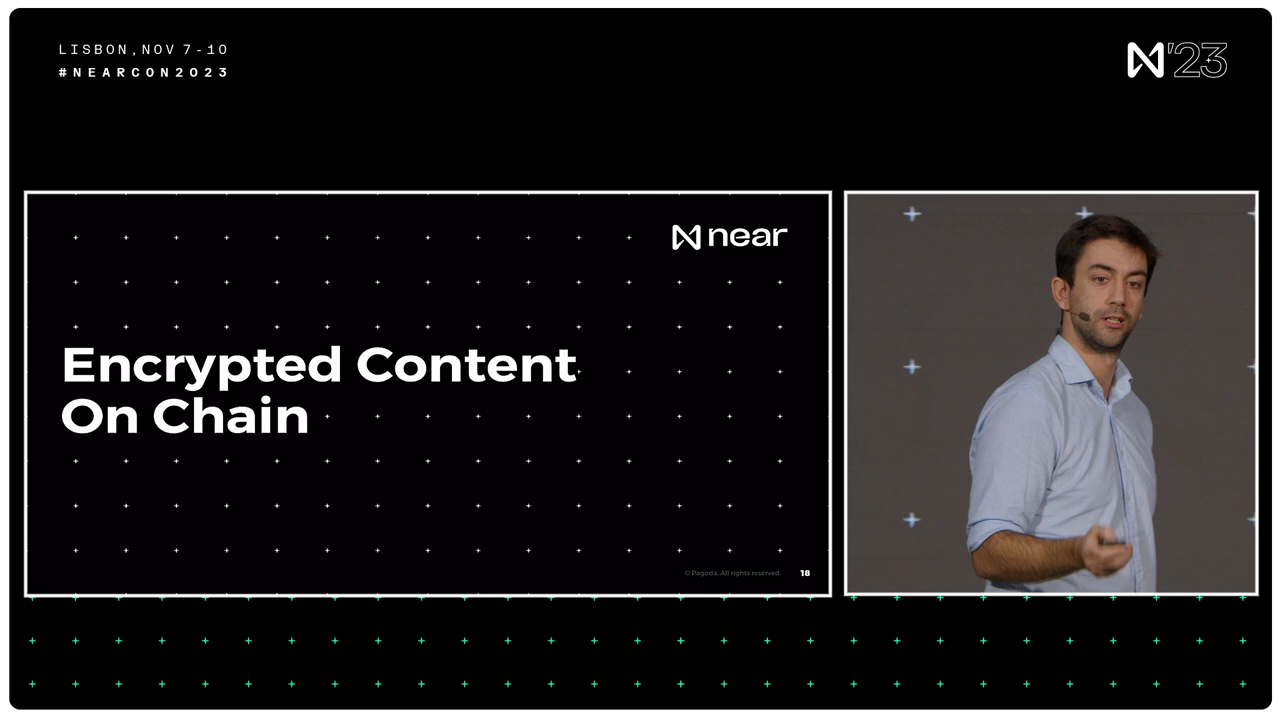 LISBON, NOV 7-10
#NEARCON2023
N'23
near
Encrypted Content
On Chain
© Pagoda. All rights reserved.
18